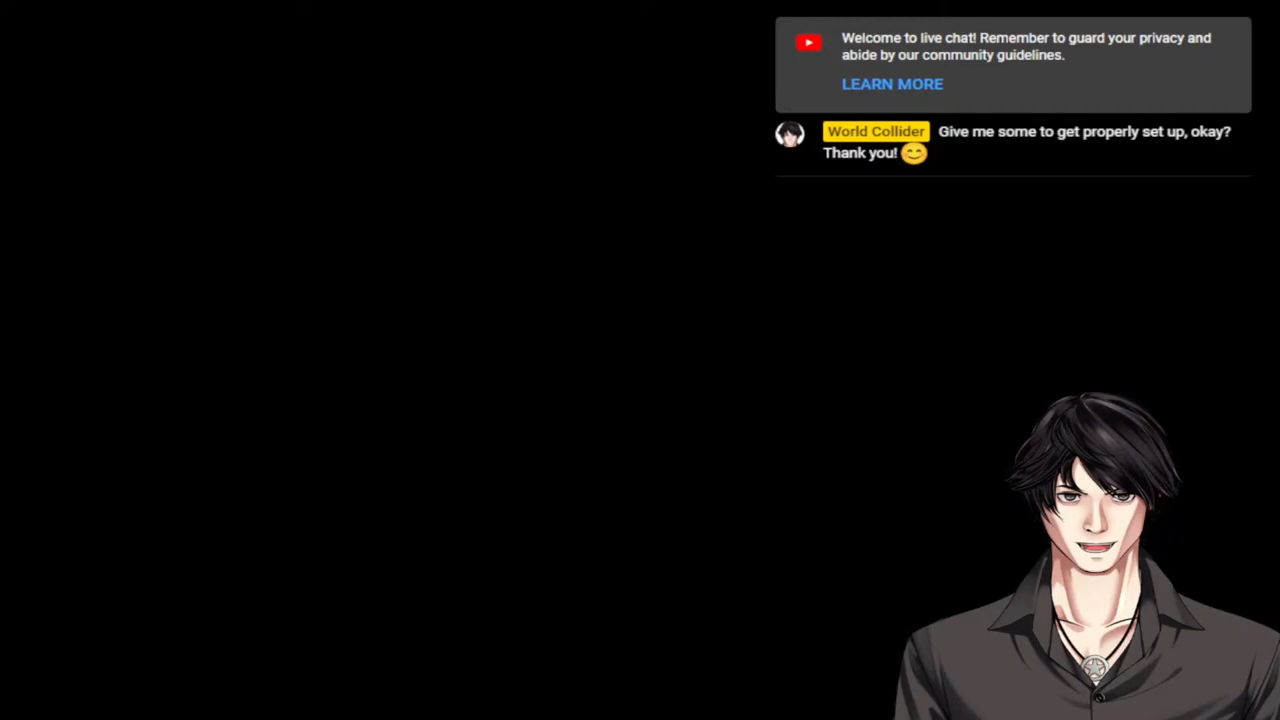 Welcome to live chat! Remember to guard your privacy and
abide by our community guidelines.
LEARN MORE
World Collider Give me some to get properly set up, okay?
Thank you! 😊